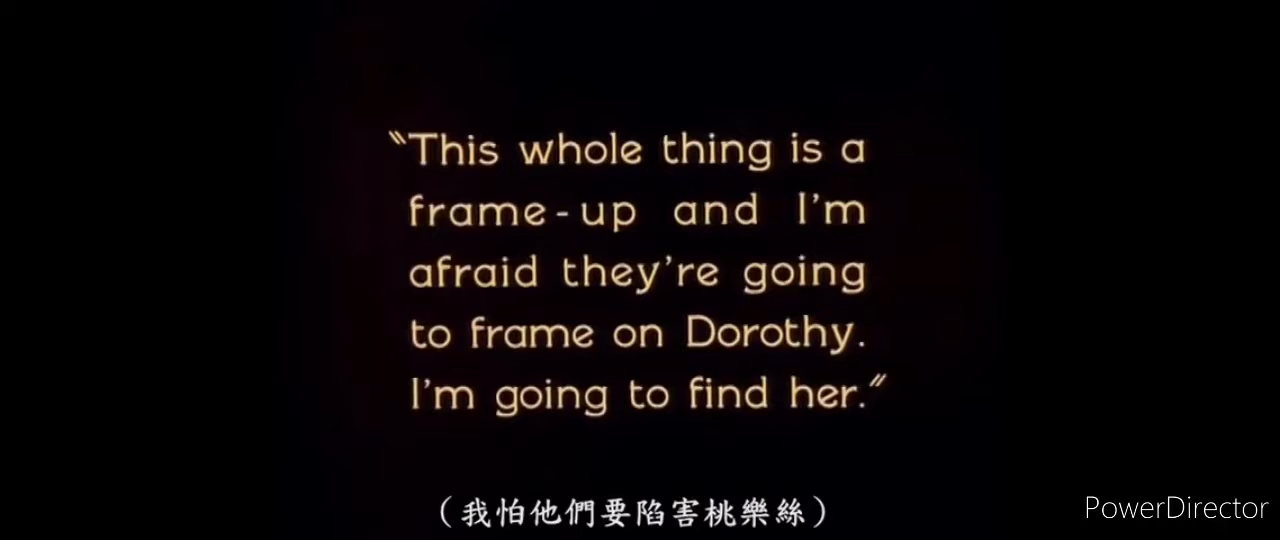 "This whole thing is a
frame-up and I'm
afraid they're going
to frame on Dorothy.
I'm going to find her."
（我怕他們要陷害桃樂絲）
PowerDirector